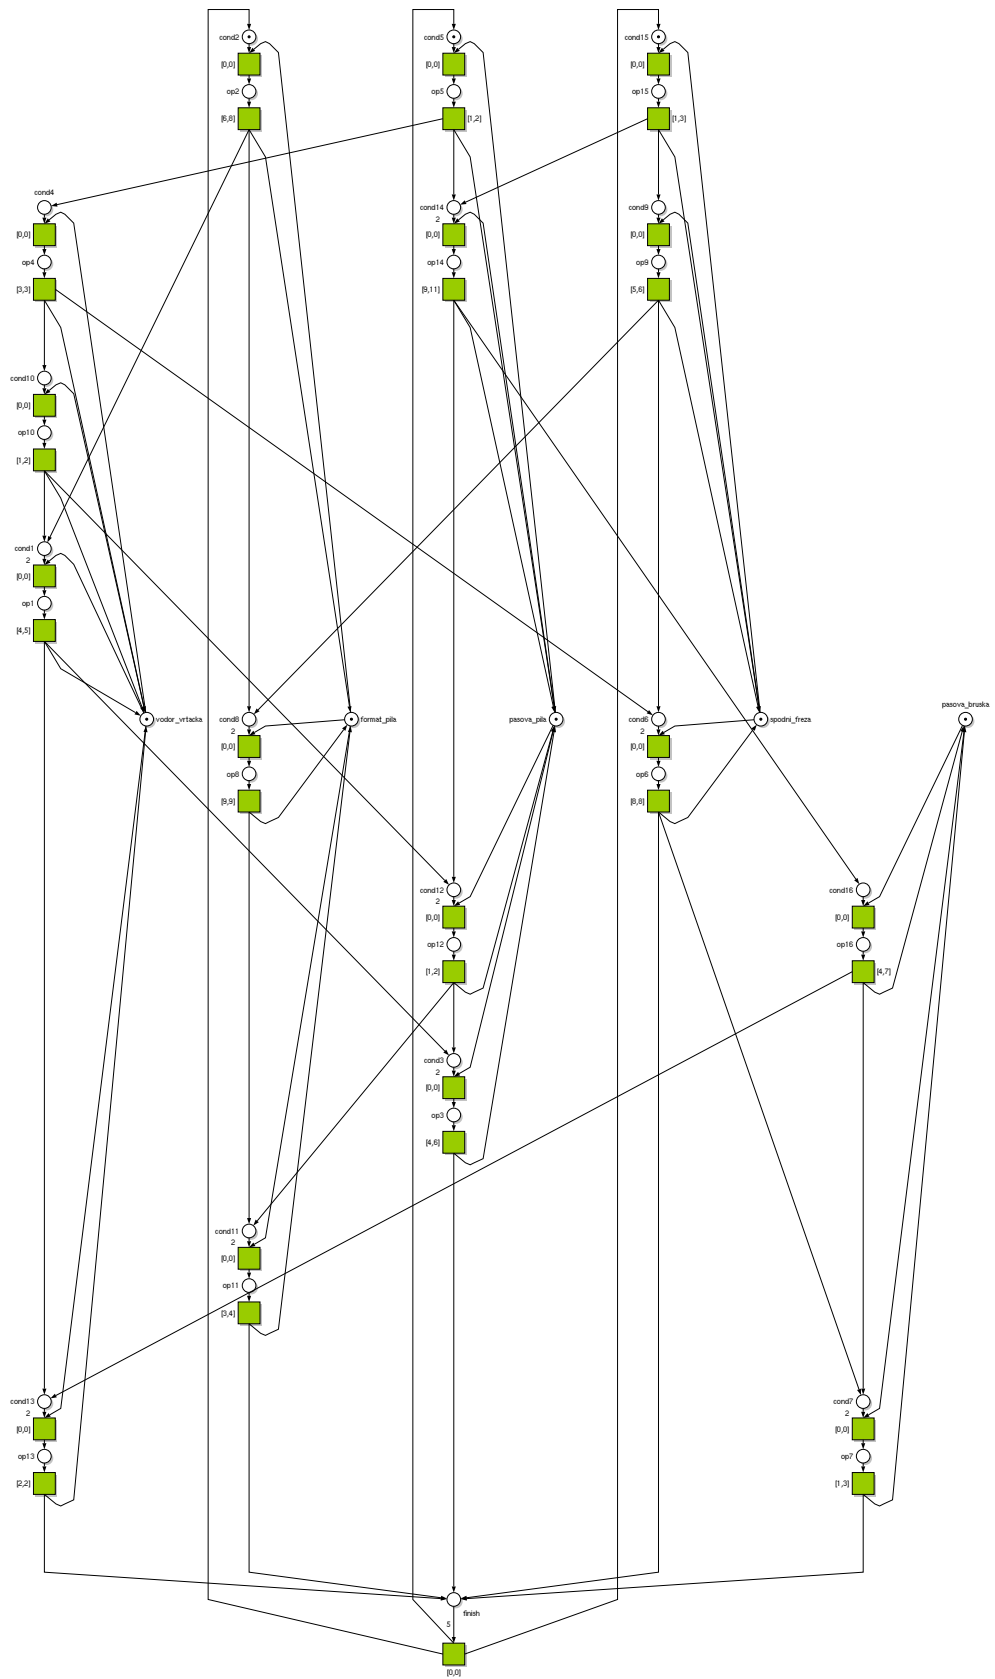 cond2 cond5 cond15
[0,0] [0,0] [0,0]
op2 op5 op15
[6,8] [1,2] [1,3]
cond4
cond14 cond9
2
[0,0] [0,0] [0,0]
op4 op14 op9
[3,3] [9,11] [5,6]
cond10
[0,0]
op10
[1,2]
cond1
2
[0,0]
op1
[4,5]
pasova_bruska
vodor_vrtacka cond8 format_pila pasova_pila cond6 spodni_freza
2 2
[0,0] [0,0]
op8 op6
[9,9] [8,8]
cond12 cond16
2
[0,0] [0,0]
op12 op16
[1,2] [4,7]
cond3
2
[0,0]
op3
[4,6]
cond11
2
[0,0]
op11
[3,4]
cond13 cond7
2 2
[0,0] [0,0]
op13 op7
[2,2] [1,3]
finish
5
[0,0]